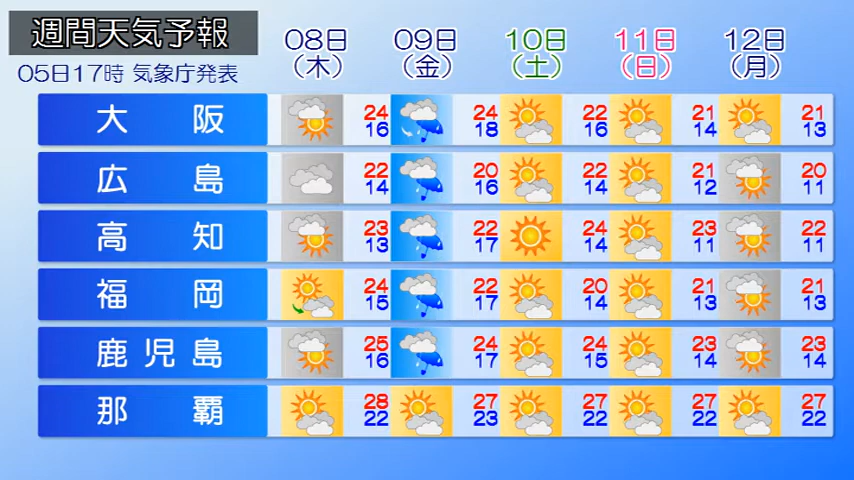 週間天気予報
05日17時 気象庁発表
08日 09日 10日 11日 12日
(木) (金) (土) (日) (月)
大阪 24 16 24 18 22 16 21 14 21 13
広島 22 14 20 16 22 14 21 12 20 11
高知 23 13 22 17 24 14 23 11 22 11
福岡 24 15 22 17 20 14 21 13 21 13
鹿児島 25 16 24 17 24 15 23 14 23 14
那覇 28 22 27 23 27 22 27 22 27 22